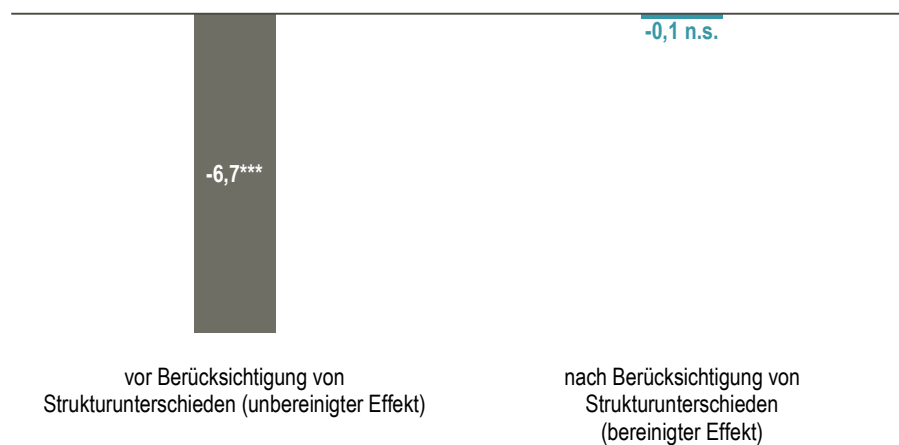 -0,1 n.s.
-6,7***
vor Berücksichtigung von
Strukturunterschieden (unbereinigter Effekt)
nach Berücksichtigung von
Strukturunterschieden
(bereinigter Effekt)